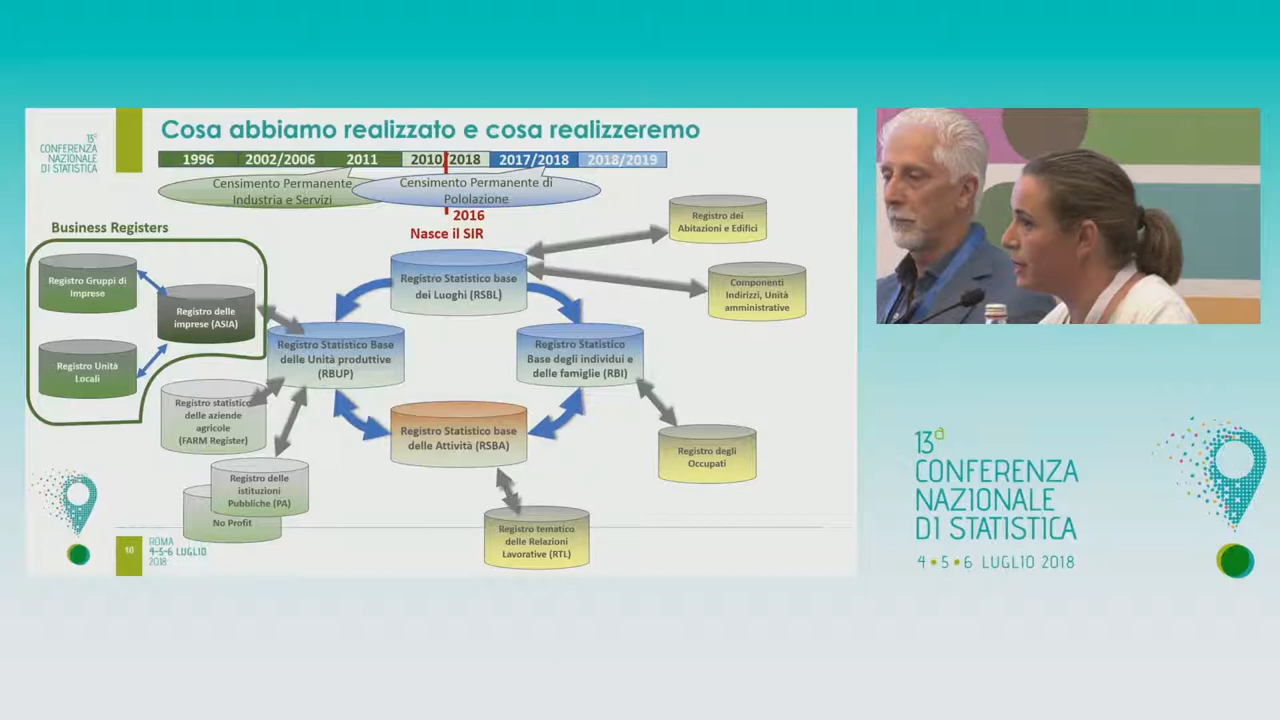 13ª
CONFERENZA
NAZIONALE
DI STATISTICA
Cosa abbiamo realizzato e cosa realizzeremo
1996
2002/2006
2011
2010/2018
2017/2018
2018/2019
Censimento Permanente
Industria e Servizi
Censimento Permanente di
Pololazione
2016
Nasce il SIR
Business Registers
Registro Gruppi di
Imprese
Registro delle
imprese (ASIA)
Registro Unità
Locali
Registro Statistico base
dei Luoghi (RSBL)
Registro dei
Abitazioni e Edifici
Componenti
Indirizzi, Unità
amministrative
Registro Statistico Base
delle Unità produttive
(RBUP)
Registro Statistico
Base degli individui e
delle famiglie (RBI)
Registro statistico
delle aziende
agricole
(FARM Register)
Registro Statistico base
delle Attività (RSBA)
Registro degli
Occupati
Registro delle
istituzioni
Pubbliche (PA)
No Profit
Registro tematico
delle Relazioni
Lavorative (RTL)
10
ROMA
4-5-6 LUGLIO
2018
13ª
CONFERENZA
NAZIONALE
DI STATISTICA
4•5•6 LUGLIO 2018